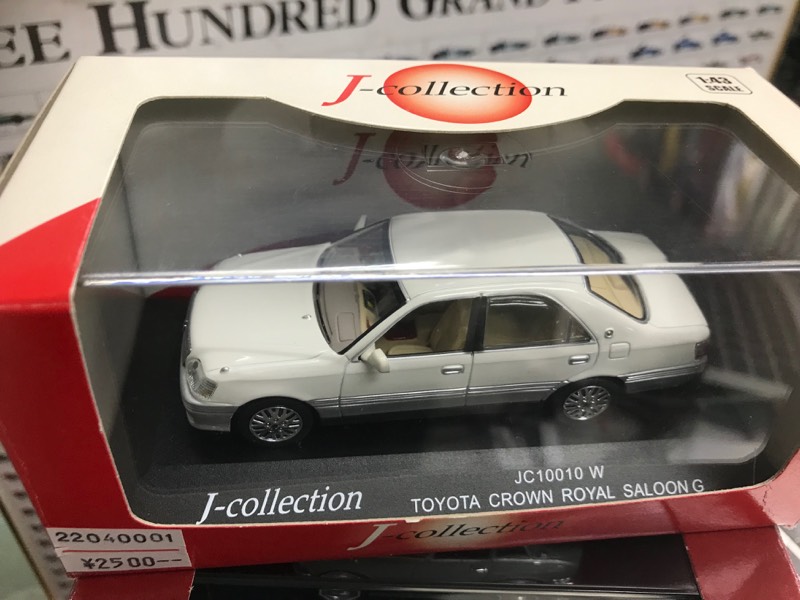 EE HUNDRED GRAND
J-collection
1:43
SCALE
J-collection
JC10010 W
J-collection
TOYOTA CROWN ROYAL SALOON G
J-collection
22040001
¥2500--